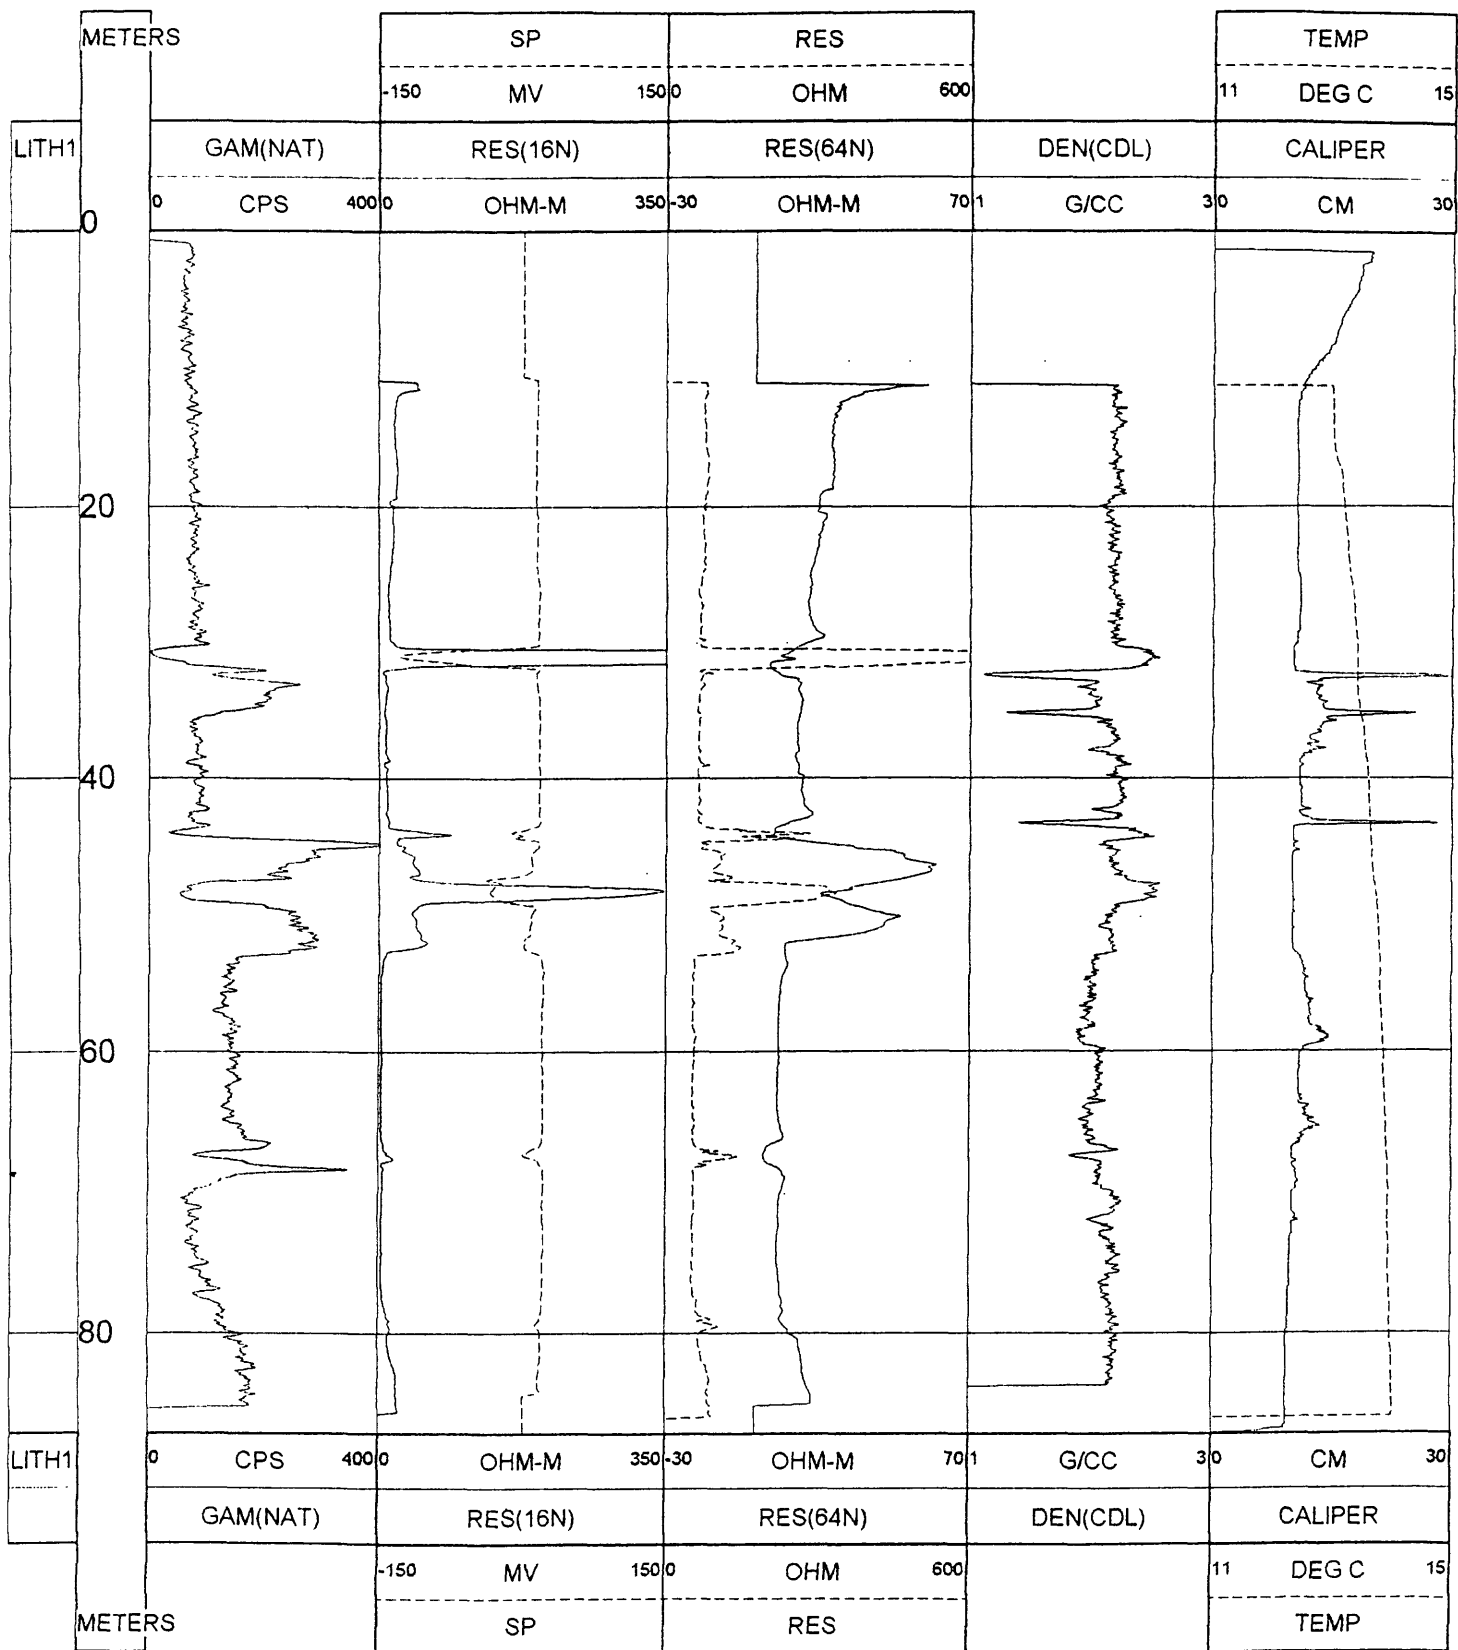 METERS SP RES TEMP
-150 MV 150 0 OHM 600 11 DEG C 15
LITH1 GAM(NAT) RES(16N) RES(64N) DEN(CDL) CALIPER
0 CPS 400 0 OHM-M 350 -30 OHM-M 70 1 G/CC 3 0 CM 30
0
20
40
60
80
LITH1 0 CPS 400 0 OHM-M 350 -30 OHM-M 70 1 G/CC 3 0 CM 30
GAM(NAT) RES(16N) RES(64N) DEN(CDL) CALIPER
-150 MV 150 0 OHM 600 11 DEG C 15
METERS SP RES TEMP